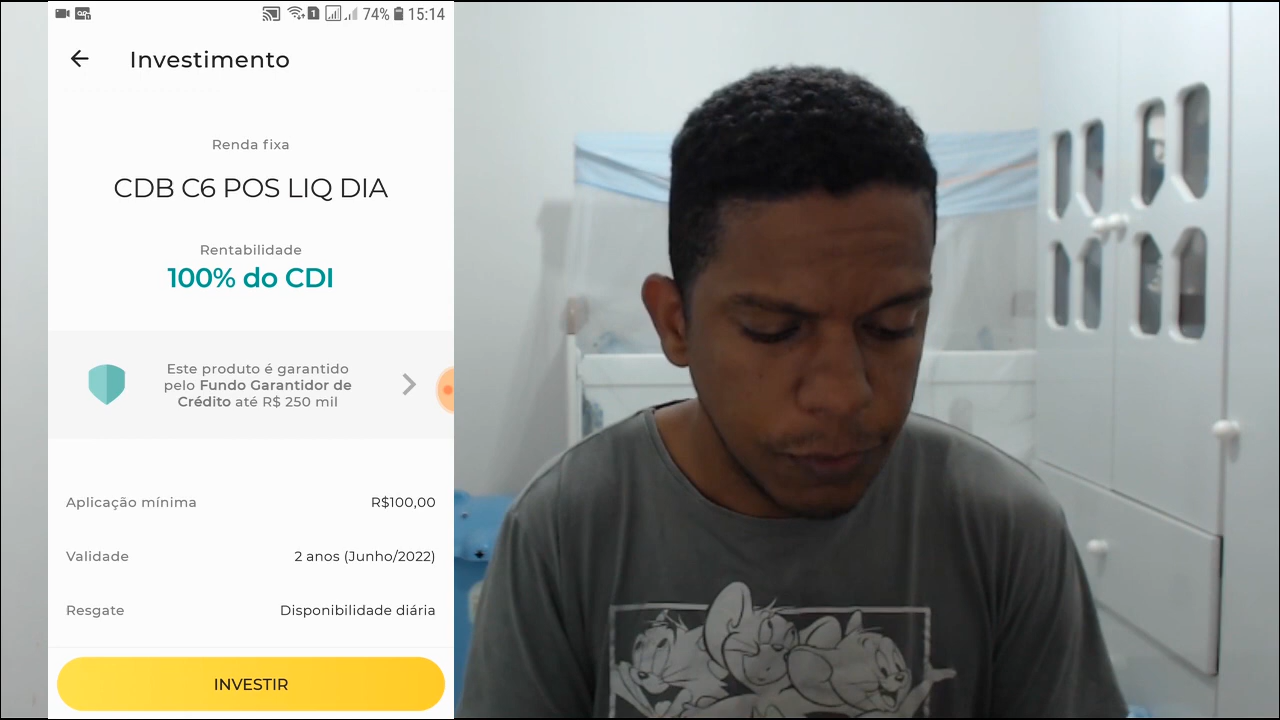 1 74% 15:14
Investimento
Renda fixa
CDB C6 POS LIQ DIA
Rentabilidade
100% do CDI
Este produto é garantido
pelo Fundo Garantidor de
Crédito até R$ 250 mil
Aplicação mínima R$100,00
Validade 2 anos (Junho/2022)
Resgate Disponibilidade diária
INVESTIR